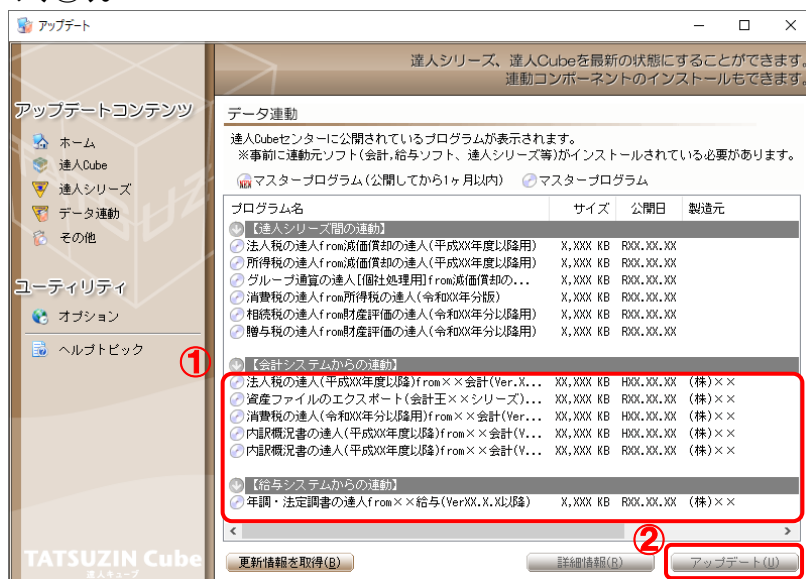 アップデート
達人シリーズ、達人Cubeを最新の状態にすることができます。
連動コンポーネントのインストールもできます。
アップデートコンテンツ
ホーム
達人Cube
達人シリーズ
データ連動
その他
ユーティリティ
オプション
ヘルプトピック
データ連動
達人Cubeセンターに公開されているプログラムが表示されます。
※事前に連動元ソフト(会計,給与ソフト、達人シリーズ等)がインストールされている必要があります。
マスタープログラム(公開してから1ヶ月以内) マスタープログラム
プログラム名 サイズ 公開日 製造元
【達人シリーズ間の連動】
法人税の達人from減価償却の達人(平成XX年度以降用) X,XXX KB RXX.XX.XX
所得税の達人from減価償却の達人(平成XX年度以降用) X,XXX KB RXX.XX.XX
グループ通算の達人[個社処理用]from減価償却の... X,XXX KB RXX.XX.XX
消費税の達人from所得税の達人(令和XX年分版) X,XXX KB RXX.XX.XX
相続税の達人from財産評価の達人(令和XX年分以降用) X,XXX KB RXX.XX.XX
贈与税の達人from財産評価の達人(令和XX年分以降用) X,XXX KB RXX.XX.XX
①
【会計システムからの連動】
法人税の達人(平成XX年度以降)from××会計(Ver.X... XX,XXX KB HXX.XX.XX (株)××
資産ファイルのエクスポート(会計王××シリーズ)... XX,XXX KB HXX.XX.XX (株)××
消費税の達人(令和XX年分以降用)from××会計(Ver... XX,XXX KB HXX.XX.XX (株)××
内訳概況書の達人(平成XX年度以降)from××会計(V... XX,XXX KB HXX.XX.XX (株)××
内訳概況書の達人(平成XX年度以降)from××会計(V... XX,XXX KB HXX.XX.XX (株)××
【給与システムからの連動】
年調・法定調書の達人from××給与(VerXX.X.X以降) X,XXX KB RXX.XX.XX (株)××
②
更新情報を取得(B) 詳細情報(R) アップデート(U)
TATSUZIN Cube
達人キューブ